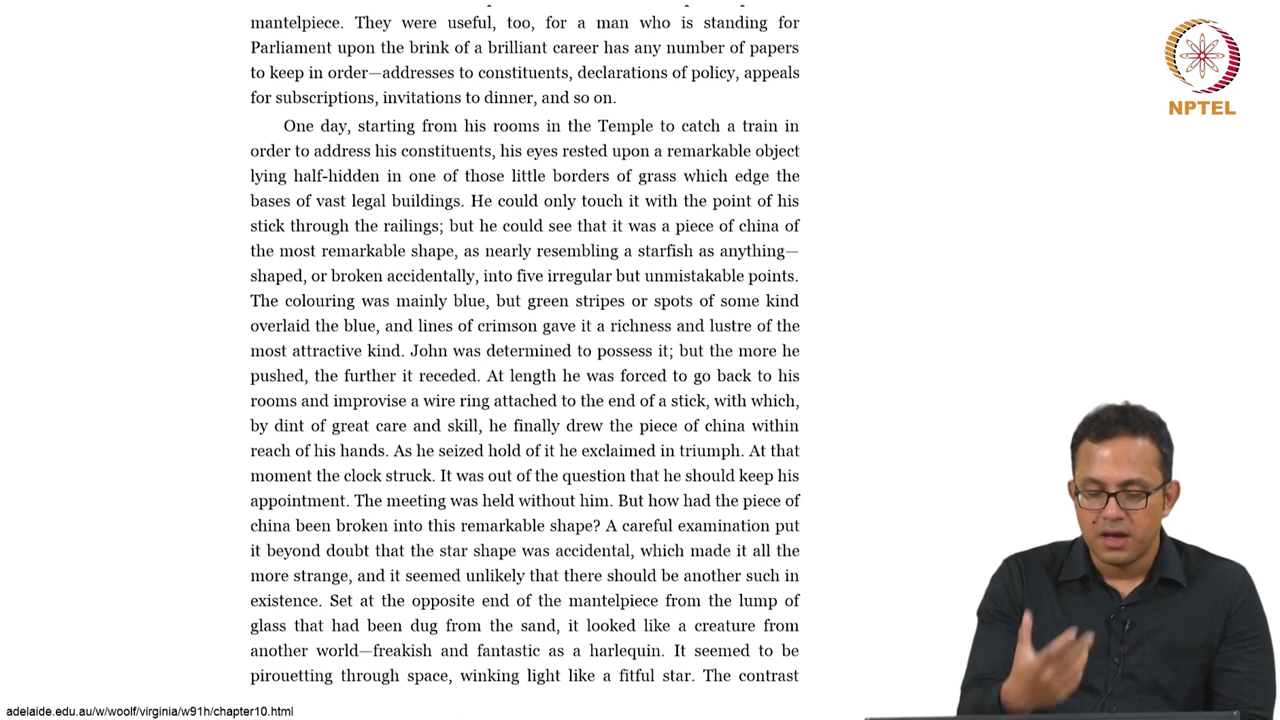 mantelpiece. They were useful, too, for a man who is standing for
Parliament upon the brink of a brilliant career has any number of papers
to keep in order—addresses to constituents, declarations of policy, appeals
for subscriptions, invitations to dinner, and so on.
One day, starting from his rooms in the Temple to catch a train in
order to address his constituents, his eyes rested upon a remarkable object
lying half-hidden in one of those little borders of grass which edge the
bases of vast legal buildings. He could only touch it with the point of his
stick through the railings; but he could see that it was a piece of china of
the most remarkable shape, as nearly resembling a starfish as anything—
shaped, or broken accidentally, into five irregular but unmistakable points.
The colouring was mainly blue, but green stripes or spots of some kind
overlaid the blue, and lines of crimson gave it a richness and lustre of the
most attractive kind. John was determined to possess it; but the more he
pushed, the further it receded. At length he was forced to go back to his
rooms and improvise a wire ring attached to the end of a stick, with which,
by dint of great care and skill, he finally drew the piece of china within
reach of his hands. As he seized hold of it he exclaimed in triumph. At that
moment the clock struck. It was out of the question that he should keep his
appointment. The meeting was held without him. But how had the piece of
china been broken into this remarkable shape? A careful examination put
it beyond doubt that the star shape was accidental, which made it all the
more strange, and it seemed unlikely that there should be another such in
existence. Set at the opposite end of the mantelpiece from the lump of
glass that had been dug from the sand, it looked like a creature from
another world—freakish and fantastic as a harlequin. It seemed to be
pirouetting through space, winking light like a fitful star. The contrast
NPTEL
adelaide.edu.au/w/woolf/virginia/w91h/chapter10.html